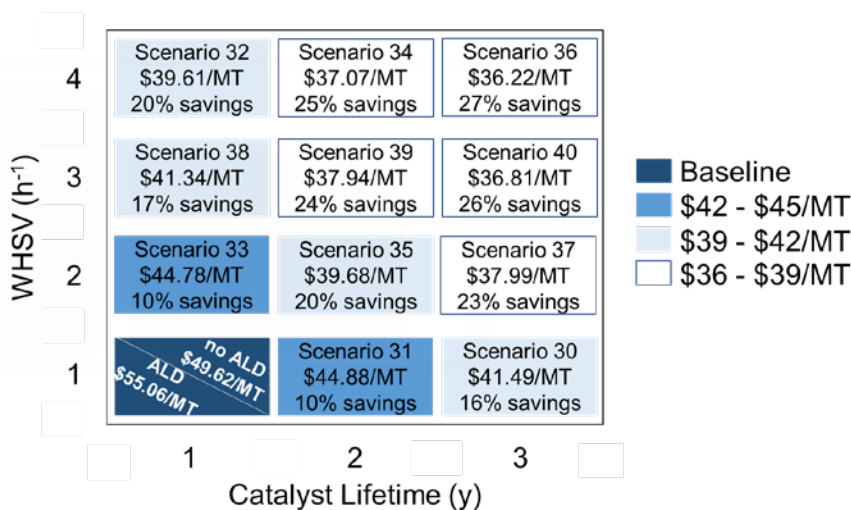 Scenario 32
$39.61/MT
20% savings
Scenario 34
$37.07/MT
25% savings
Scenario 36
$36.22/MT
27% savings
4
Scenario 38
$41.34/MT
17% savings
Scenario 39
$37.94/MT
24% savings
Scenario 40
$36.81/MT
26% savings
3
Scenario 33
$44.78/MT
10% savings
Scenario 35
$39.68/MT
20% savings
Scenario 37
$37.99/MT
23% savings
2
no ALD
$49.62/MT
ALD
$55.06/MT
Scenario 31
$44.88/MT
10% savings
Scenario 30
$41.49/MT
16% savings
1
WHSV (h⁻¹)
1 2 3
Catalyst Lifetime (y)
Baseline
$42 - $45/MT
$39 - $42/MT
$36 - $39/MT